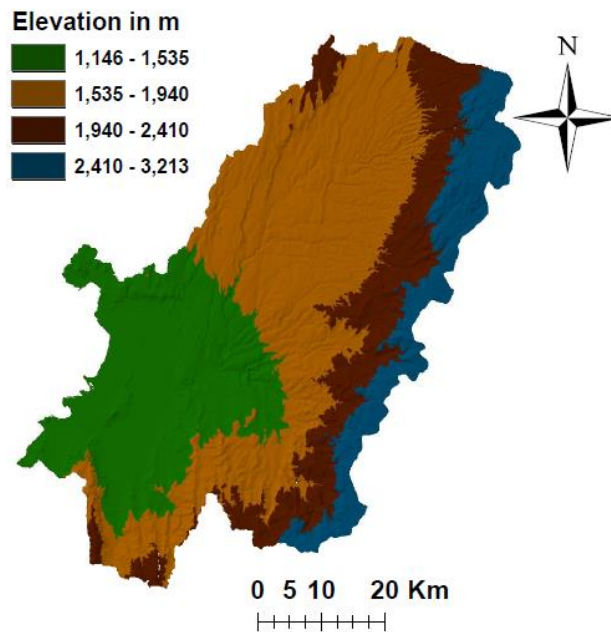 Elevation in m
1,146 - 1,535
1,535 - 1,940
1,940 - 2,410
2,410 - 3,213
N
0 5 10 20 Km